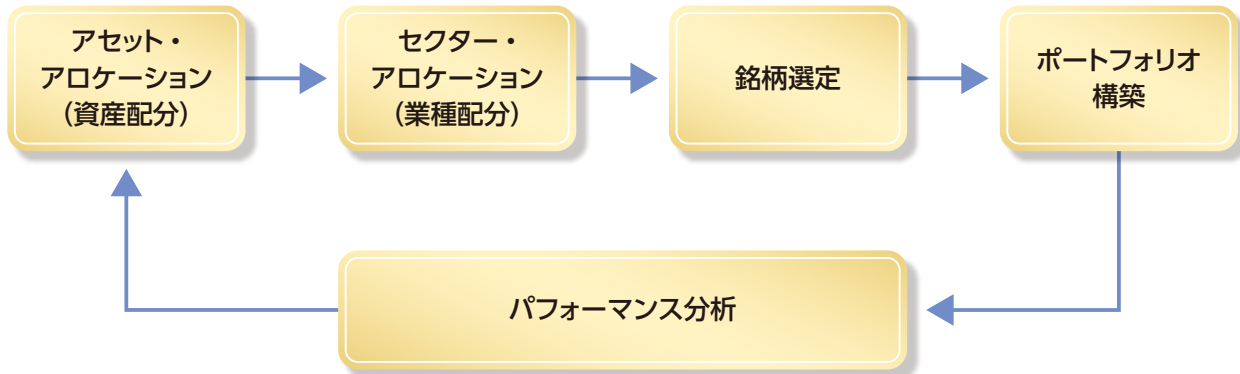 アセット・
アロケーション
(資産配分)
セクター・
アロケーション
(業種配分)
銘柄選定
ポートフォリオ
構築
パフォーマンス分析